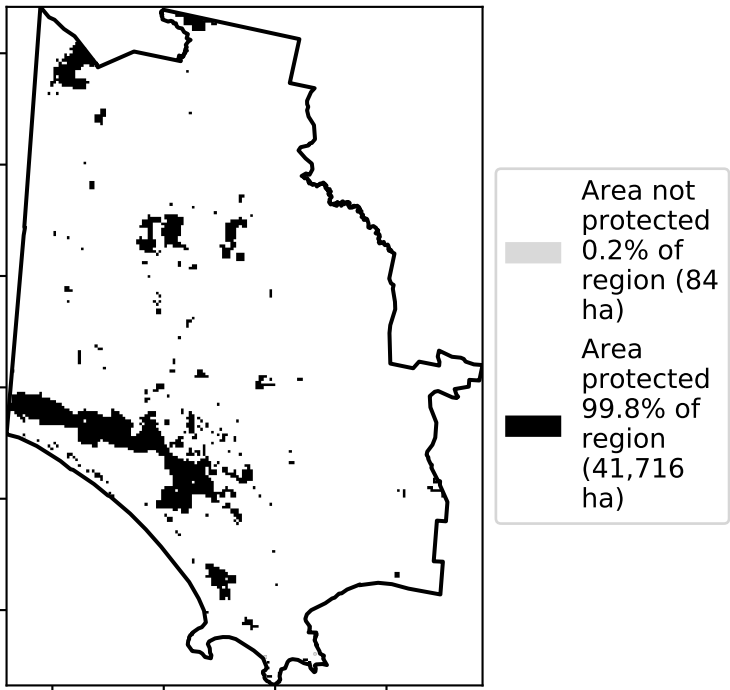 Area not
protected
0.2% of
region (84
ha)
Area
protected
99.8% of
region
(41,716
ha)